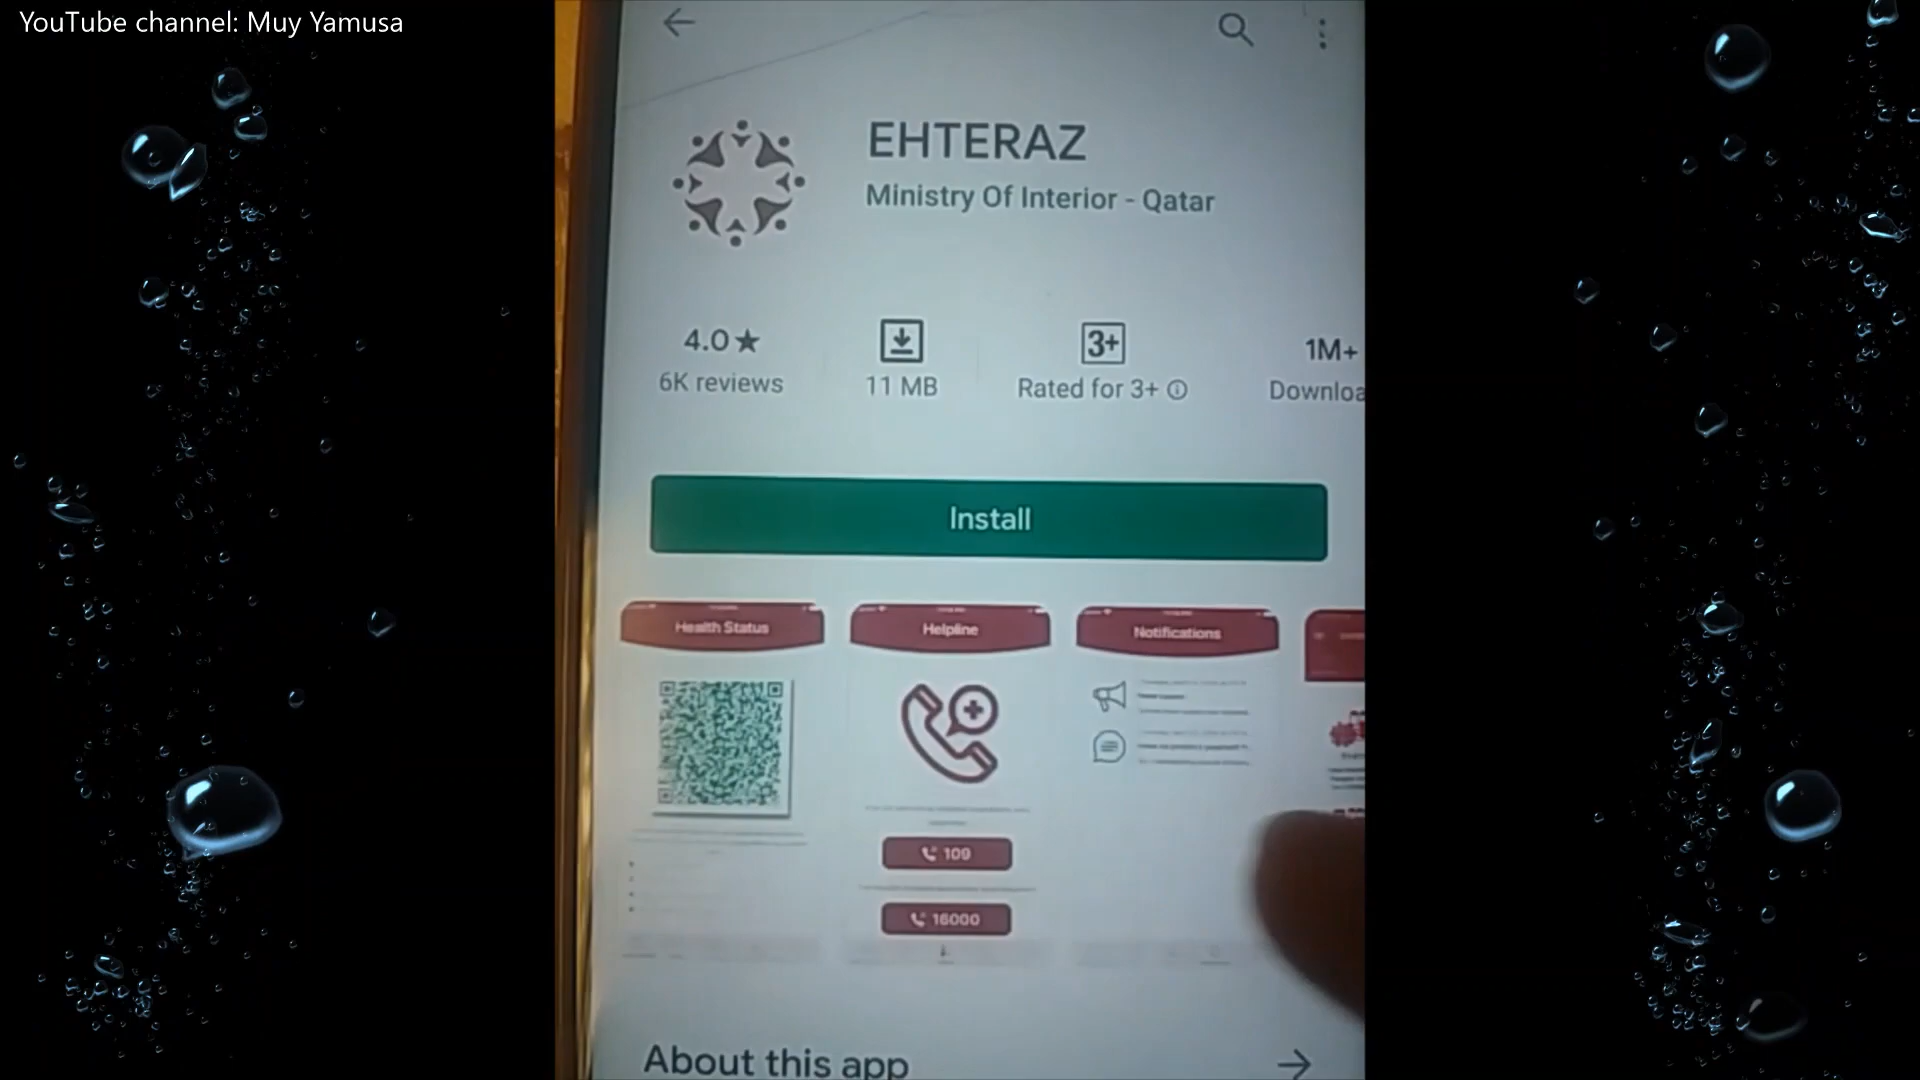 YouTube channel: Muy Yamusa
EHTERAZ
Ministry Of Interior - Qatar
4.0★
6K reviews
11 MB
3+
Rated for 3+
1M+
Downloa
Install
Health Status
Helpline
Notifications
109
16000
About this app